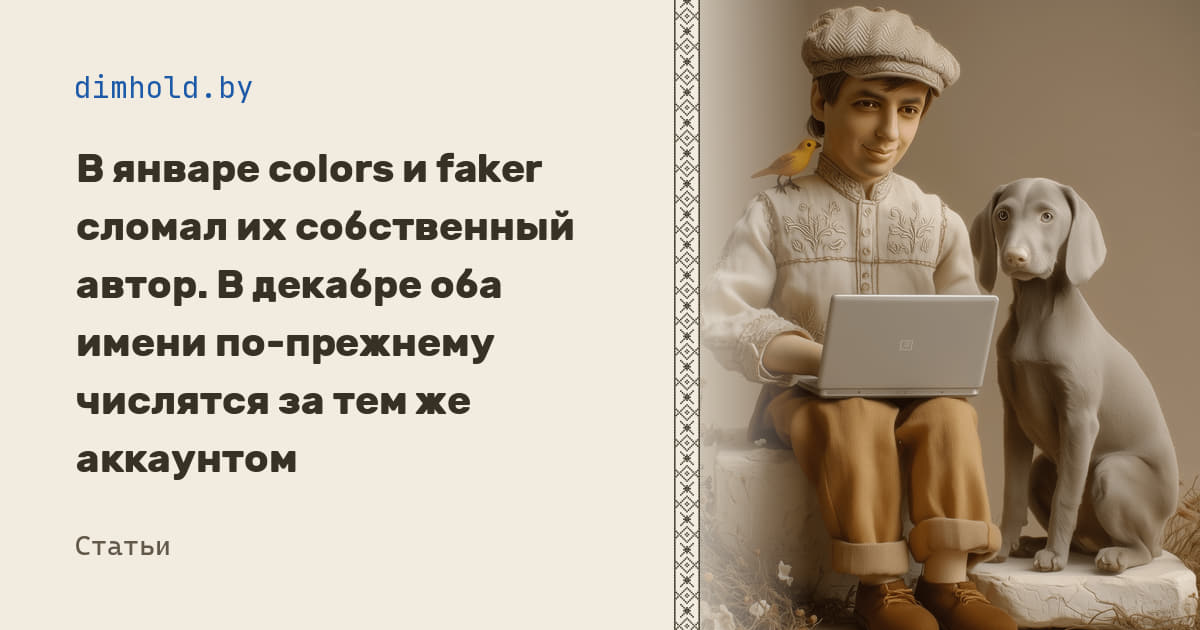 dimhold.by
В январе colors и faker
сломал их собственный
автор. В декабре оба
имени по-прежнему
числятся за тем же
аккаунтом
Статьи